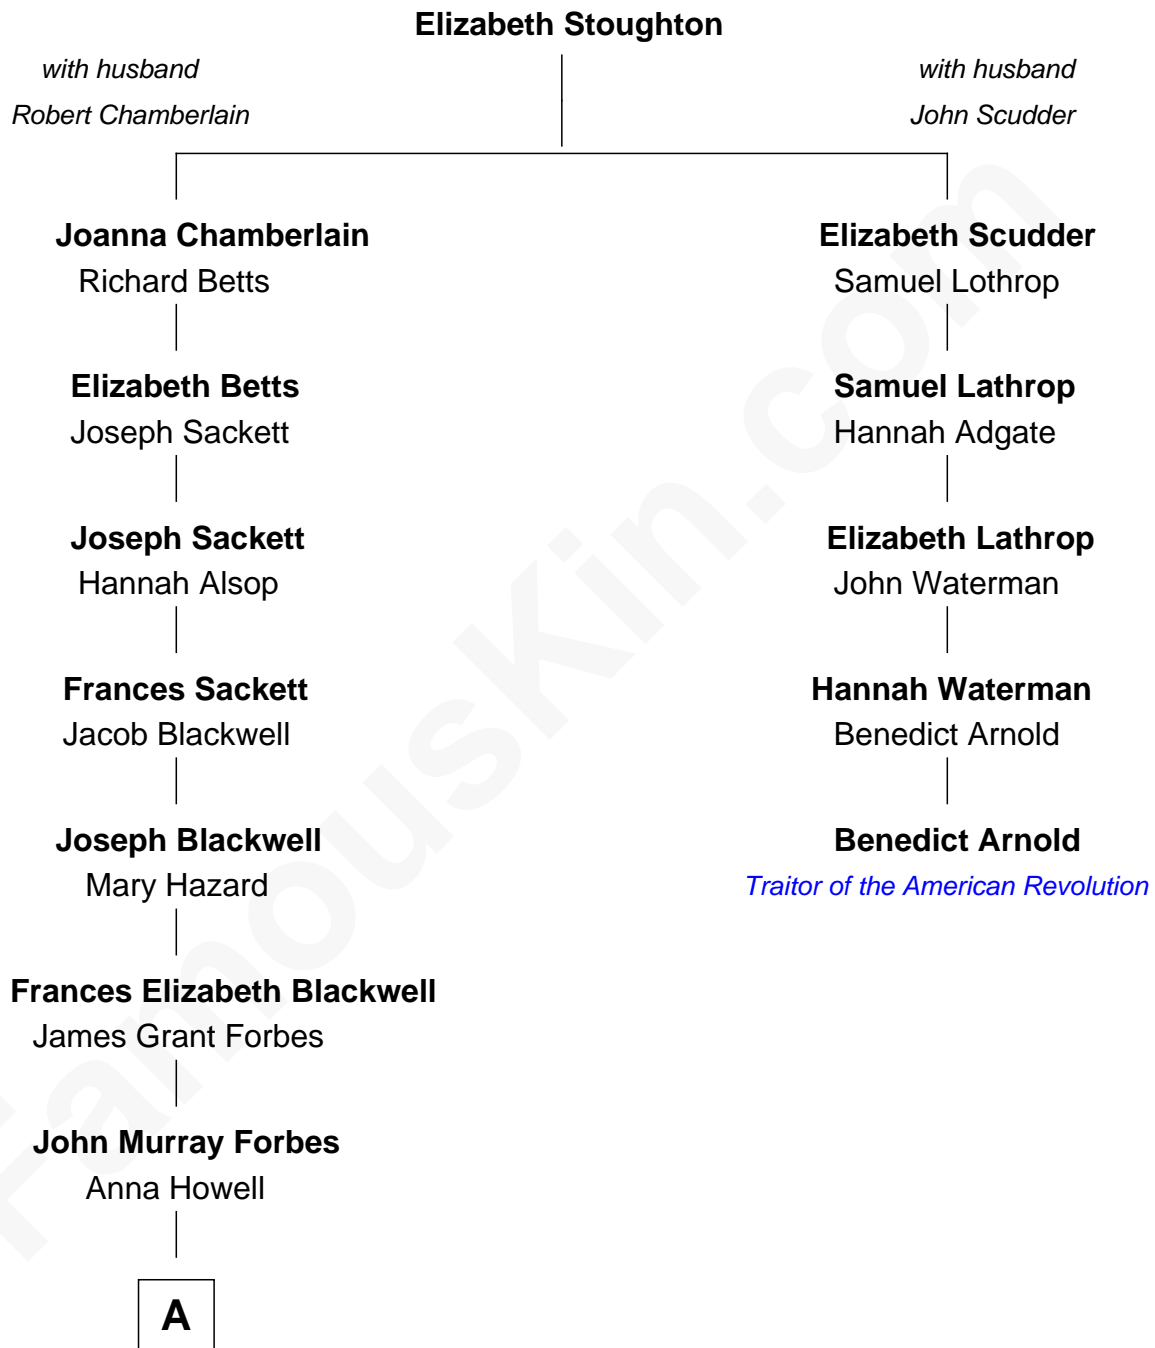 Elizabeth Stoughton
with husband
Robert Chamberlain
with husband
John Scudder
Joanna Chamberlain
Richard Betts
Elizabeth Scudder
Samuel Lothrop
Elizabeth Betts
Joseph Sackett
Samuel Lathrop
Hannah Adgate
Joseph Sackett
Hannah Alsop
Elizabeth Lathrop
John Waterman
Frances Sackett
Jacob Blackwell
Hannah Waterman
Benedict Arnold
Joseph Blackwell
Mary Hazard
Benedict Arnold
Traitor of the American Revolution
Frances Elizabeth Blackwell
James Grant Forbes
John Murray Forbes
Anna Howell
A
FamousKin.com